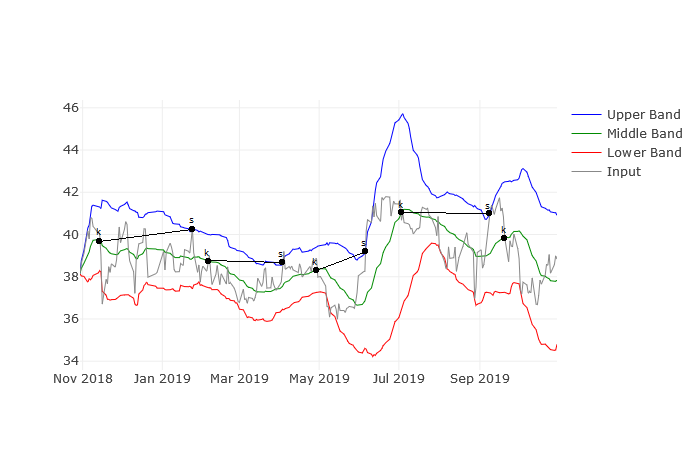 46
44
42
40
38
36
34
Nov 2018
Jan 2019
Mar 2019
May 2019
Jul 2019
Sep 2019
Upper Band
Middle Band
Lower Band
Input
k
s
k
s
k
s
k
s
k